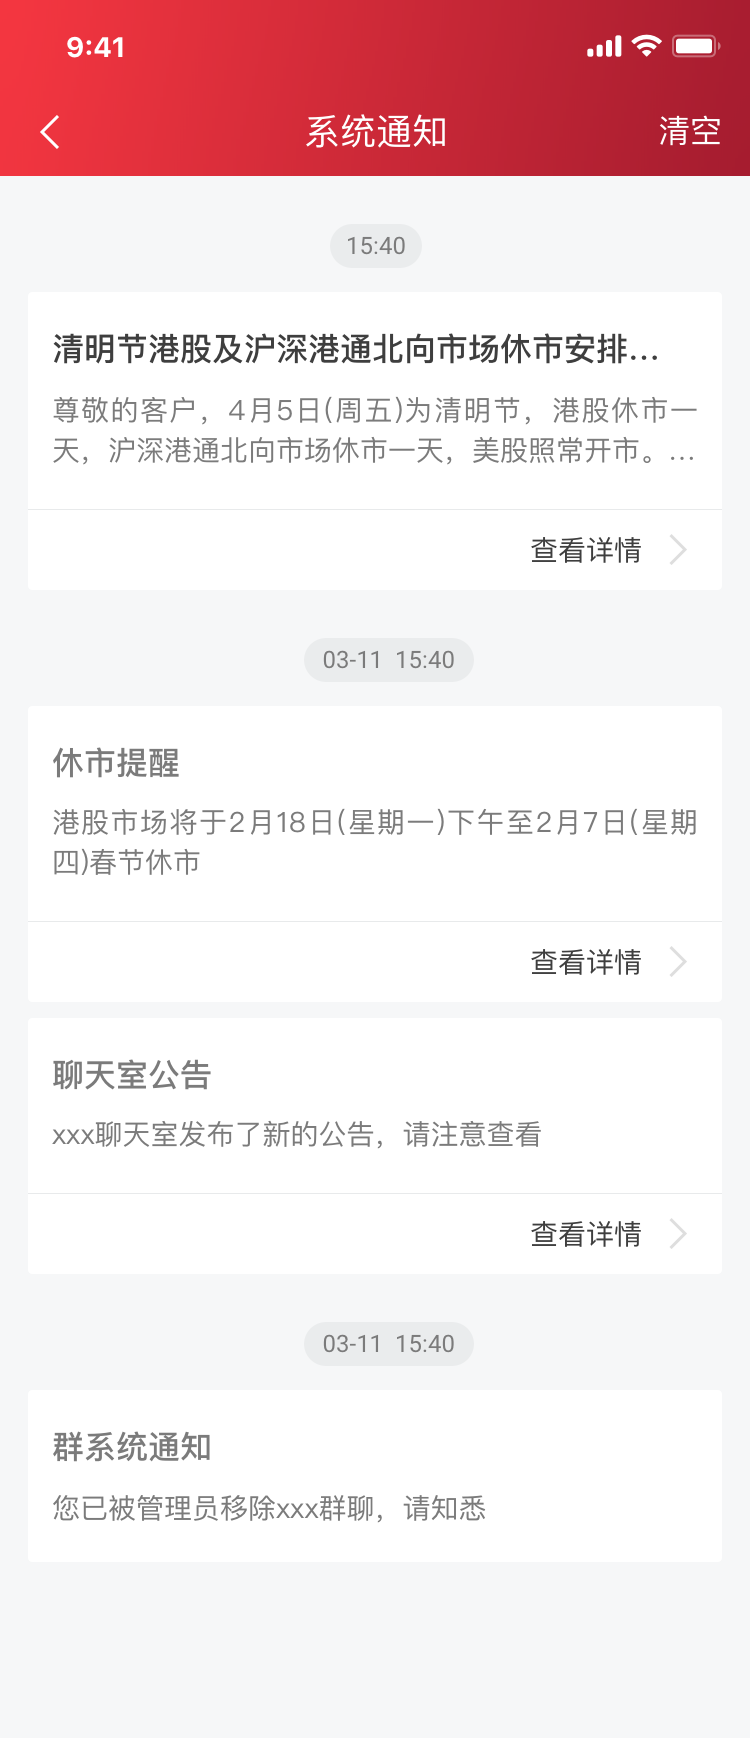 9:41
系统通知
清空
15:40
清明节港股及沪深港通北向市场休市安排...
尊敬的客户，4月5日(周五)为清明节，港股休市一
天，沪深港通北向市场休市一天，美股照常开市。...
查看详情
03-11 15:40
休市提醒
港股市场将于2月18日(星期一)下午至2月7日(星期
四)春节休市
查看详情
聊天室公告
xxx聊天室发布了新的公告，请注意查看
查看详情
03-11 15:40
群系统通知
您已被管理员移除xxx群聊，请知悉